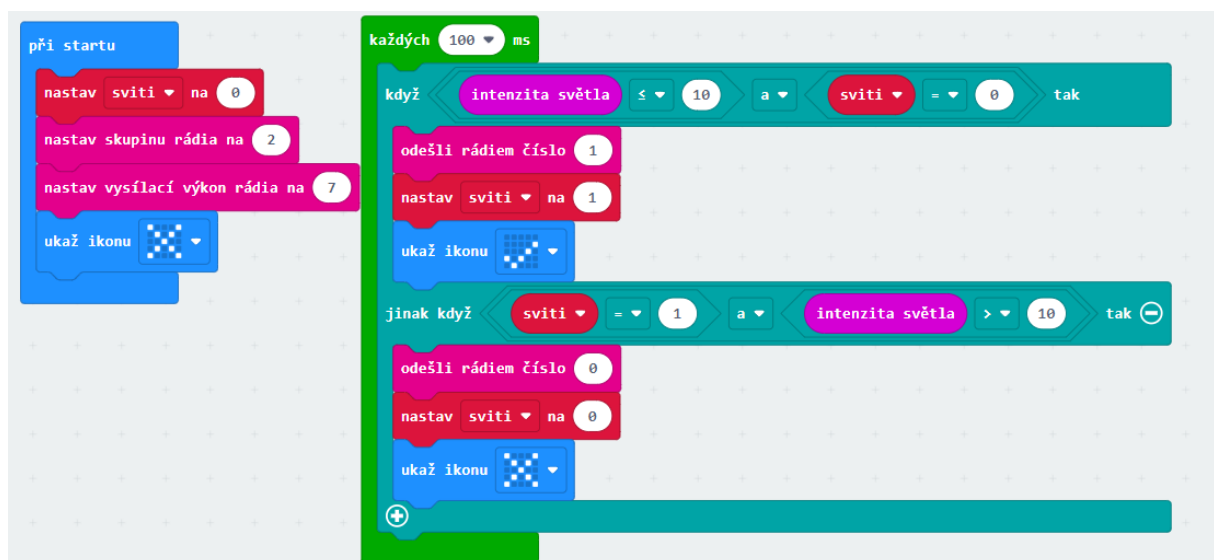 při startu
nastav sviti na 0
nastav skupinu rádia na 2
nastav vysílací výkon rádia na 7
ukaž ikonu
každých 100 ms
když intenzita světla ≤ 10 a sviti = 0 tak
odešli rádiem číslo 1
nastav sviti na 1
ukaž ikonu
jinak když sviti = 1 a intenzita světla > 10 tak
odešli rádiem číslo 0
nastav sviti na 0
ukaž ikonu